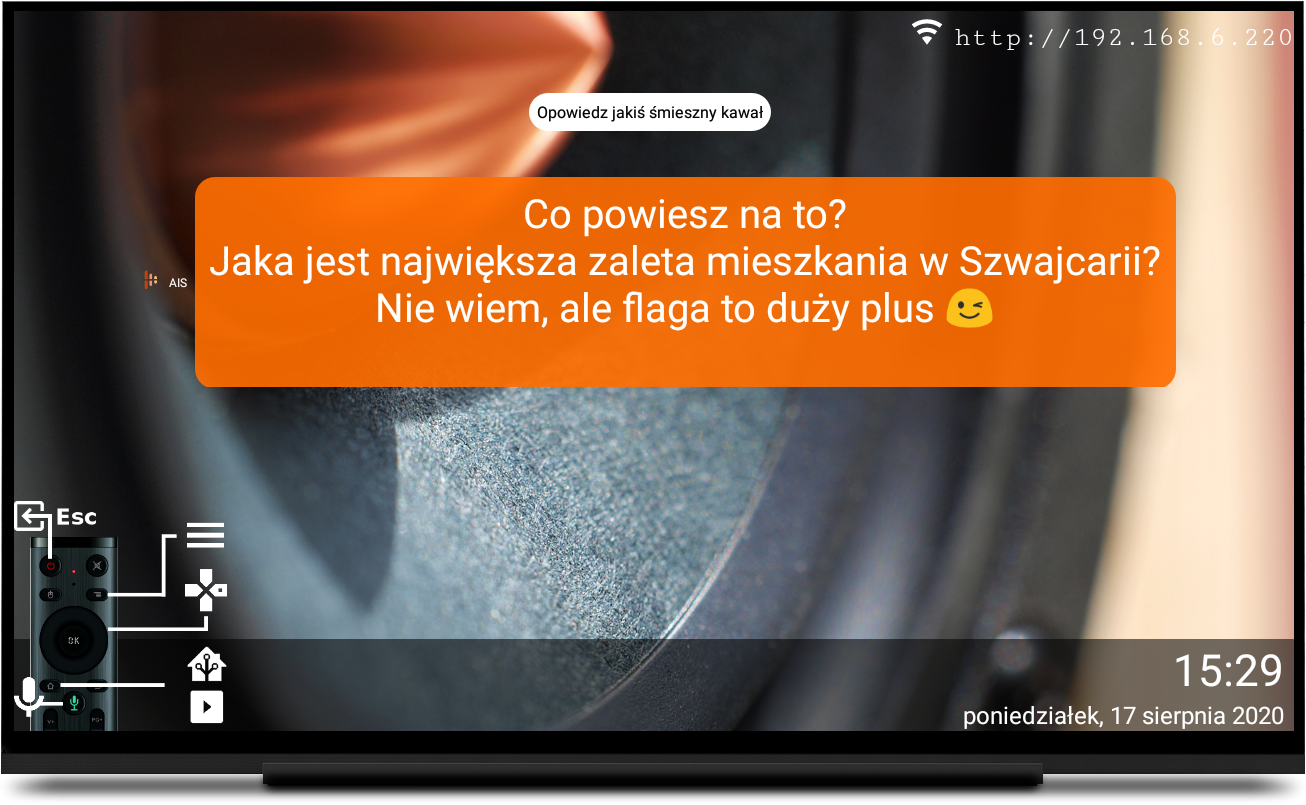 http://192.168.6.220
Opowiedz jakiś śmieszny kawał
Co powiesz na to?
Jaka jest największa zaleta mieszkania w Szwajcarii?
Nie wiem, ale flaga to duży plus 😉
AIS
Esc
OK
V+ PG+
15:29
poniedziałek, 17 sierpnia 2020